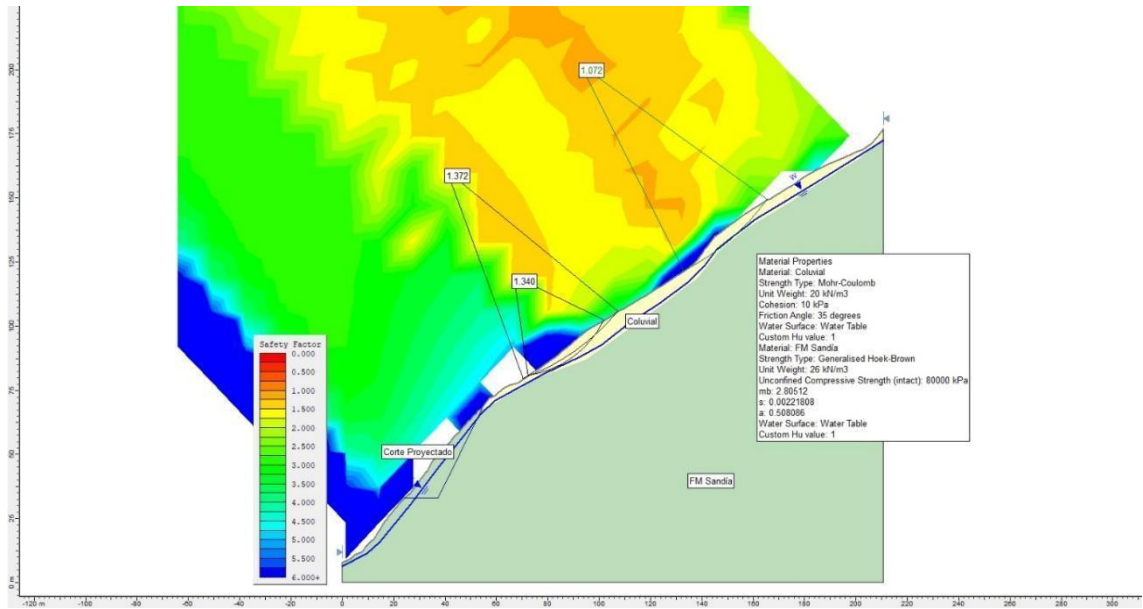 1.072
1.372
1.340
Coluvial
Material Properties
Material: Coluvial
Strength Type: Mohr-Coulomb
Unit Weight: 20 kN/m3
Cohesion: 10 kPa
Friction Angle: 35 degrees
Water Surface: Water Table
Custom Hu value: 1
Material: FM Sandía
Strength Type: Generalised Hoek-Brown
Unit Weight: 26 kN/m3
Unconfined Compressive Strength (intact): 80000 kPa
mb: 2.80512
s: 0.00221808
a: 0.508086
Water Surface: Water Table
Custom Hu value: 1
Safety Factor
0.000
0.500
1.000
1.500
2.000
2.500
3.000
3.500
4.000
4.500
5.000
5.500
6.000+
Corte Proyectado
FM Sandía
W
200
175
150
125
100
75
50
25
0 m
-120 m -100 -80 -60 -40 -20 0 20 40 60 80 100 120 140 160 180 200 220 240 260 280 300